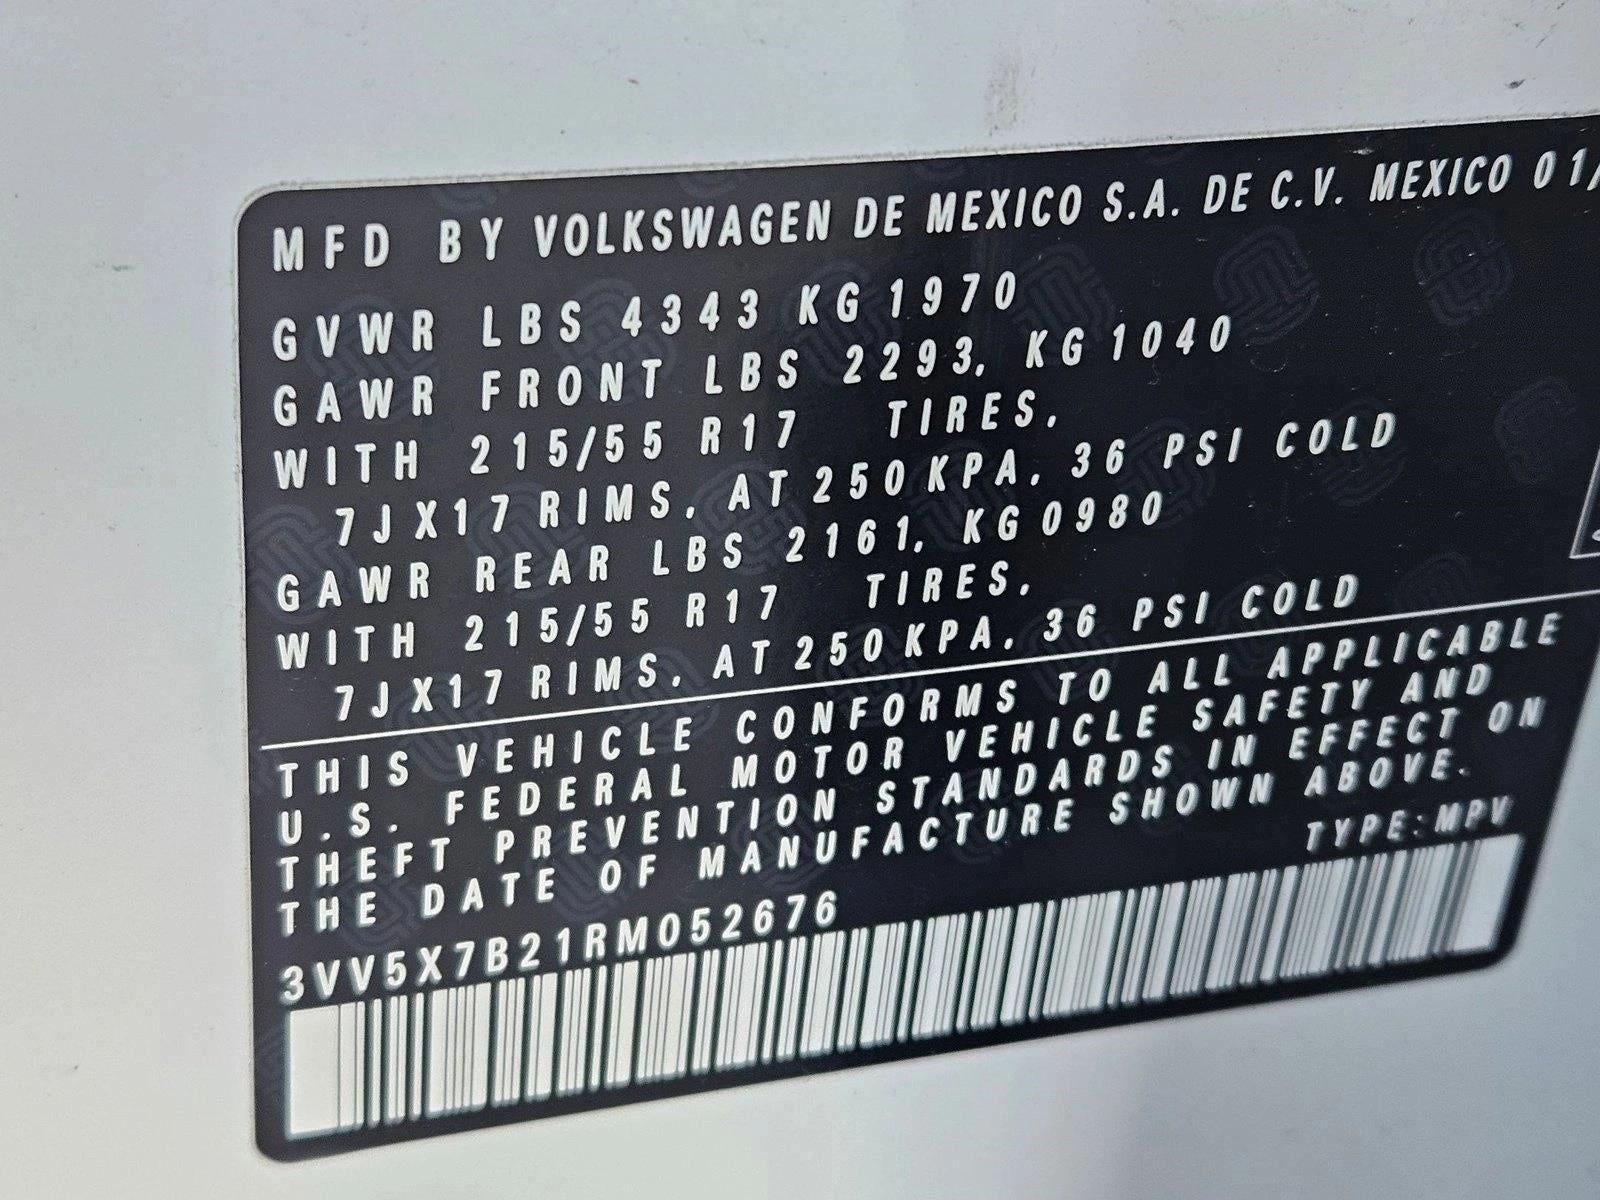 MFD BY VOLKSWAGEN DE MEXICO S.A. DE C.V. MEXICO 01/
GVWR LBS 4343 KG 1970
GAWR FRONT LBS 2293, KG 1040
WITH 215/55 R17 TIRES,
7JX17 RIMS, AT 250 KPA, 36 PSI COLD
GAWR REAR LBS 2161, KG 0980
WITH 215/55 R17 TIRES,
7JX17 RIMS, AT 250 KPA, 36 PSI COLD
THIS VEHICLE CONFORMS TO ALL APPLICABLE
U.S. FEDERAL MOTOR VEHICLE SAFETY AND
THEFT PREVENTION STANDARDS IN EFFECT ON
THE DATE OF MANUFACTURE SHOWN ABOVE.
TYPE: MPV
3VV5X7B21RM052676